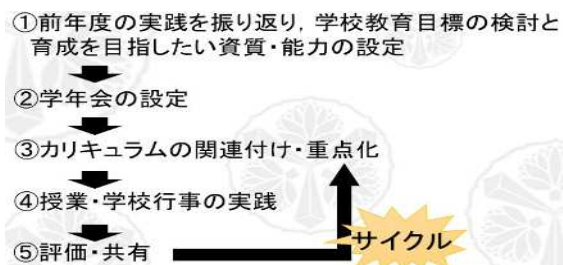 ①前年度の実践を振り返り，学校教育目標の検討と
育成を目指したい資質・能力の設定
②学年会の設定
③カリキュラムの関連付け・重点化
④授業・学校行事の実践
⑤評価・共有
サイクル